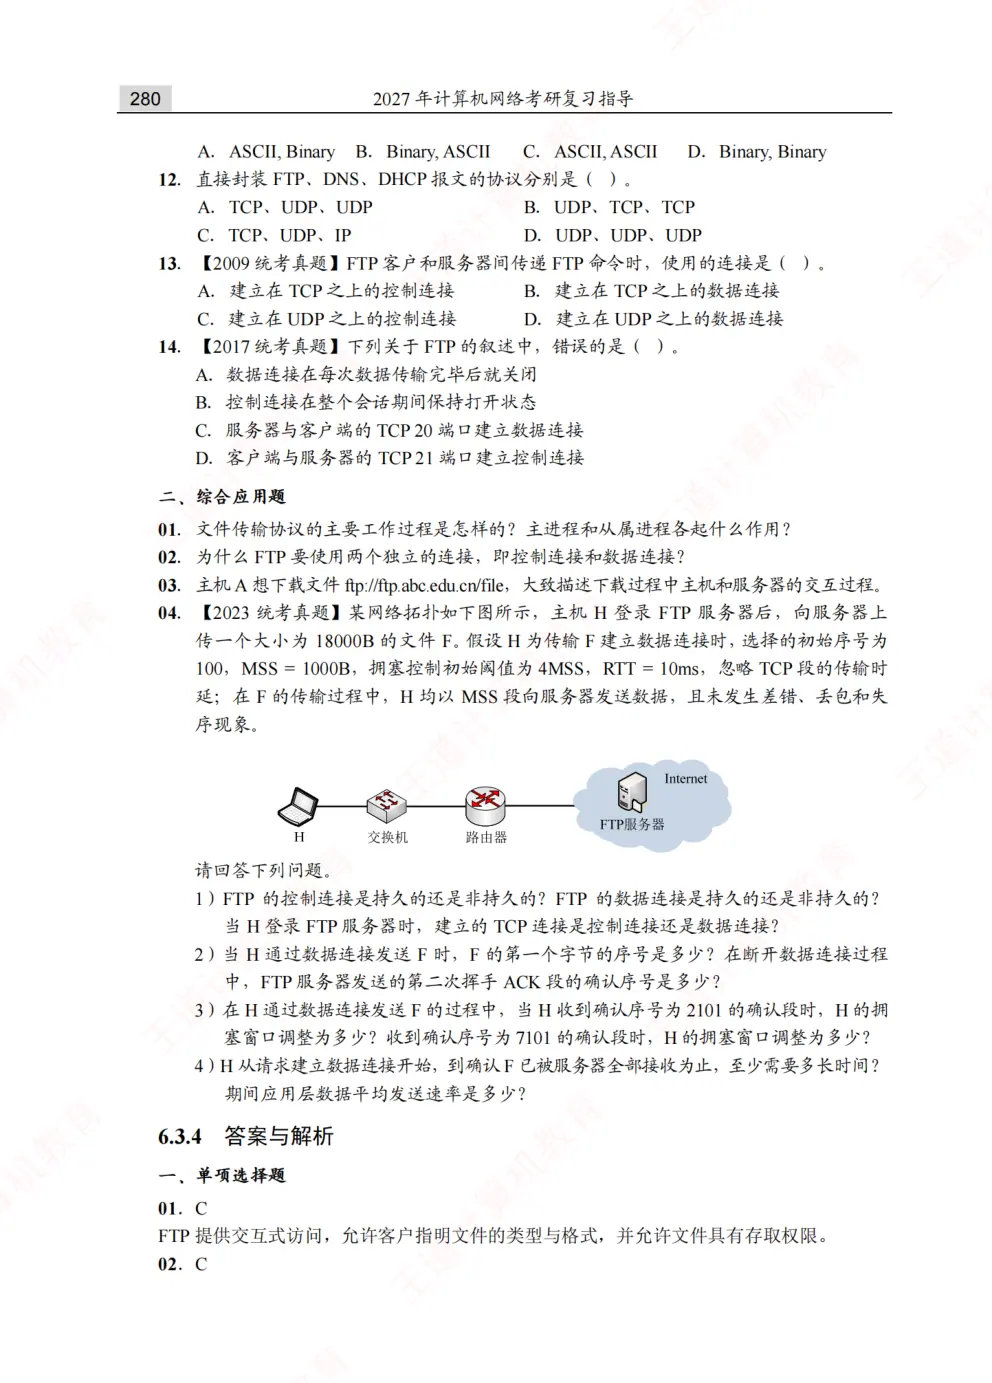 280
2027 年计算机网络考研复习指导
A．ASCII, Binary B．Binary, ASCII C．ASCII, ASCII D．Binary, Binary
12. 直接封装 FTP、DNS、DHCP 报文的协议分别是（ ）。
A．TCP、UDP、UDP B．UDP、TCP、TCP
C．TCP、UDP、IP D．UDP、UDP、UDP
13. 【2009 统考真题】FTP 客户和服务器间传递 FTP 命令时，使用的连接是（ ）。
A．建立在 TCP 之上的控制连接 B．建立在 TCP 之上的数据连接
C．建立在 UDP 之上的控制连接 D．建立在 UDP 之上的数据连接
14. 【2017 统考真题】下列关于 FTP 的叙述中，错误的是（ ）。
A．数据连接在每次数据传输完毕后就关闭
B．控制连接在整个会话期间保持打开状态
C．服务器与客户端的 TCP 20 端口建立数据连接
D．客户端与服务器的 TCP 21 端口建立控制连接
二、综合应用题
01. 文件传输协议的主要工作过程是怎样的？主进程和从属进程各起什么作用？
02. 为什么 FTP 要使用两个独立的连接，即控制连接和数据连接？
03. 主机 A 想下载文件 ftp://ftp.abc.edu.cn/file，大致描述下载过程中主机和服务器的交互过程。
04. 【2023 统考真题】某网络拓扑如下图所示，主机 H 登录 FTP 服务器后，向服务器上
传一个大小为 18000B 的文件 F。假设 H 为传输 F 建立数据连接时，选择的初始序号为
100，MSS = 1000B，拥塞控制初始阈值为 4MSS，RTT = 10ms，忽略 TCP 段的传输时
延；在 F 的传输过程中，H 均以 MSS 段向服务器发送数据，且未发生差错、丢包和失
序现象。
Internet
FTP服务器
H 交换机 路由器
请回答下列问题。
1）FTP 的控制连接是持久的还是非持久的？FTP 的数据连接是持久的还是非持久的？
当 H 登录 FTP 服务器时，建立的 TCP 连接是控制连接还是数据连接？
2）当 H 通过数据连接发送 F 时，F 的第一个字节的序号是多少？在断开数据连接过程
中，FTP 服务器发送的第二次挥手 ACK 段的确认序号是多少？
3）在 H 通过数据连接发送 F 的过程中，当 H 收到确认序号为 2101 的确认段时，H 的拥
塞窗口调整为多少？收到确认序号为 7101 的确认段时，H 的拥塞窗口调整为多少？
4）H 从请求建立数据连接开始，到确认 F 已被服务器全部接收为止，至少需要多长时间？
期间应用层数据平均发送速率是多少？
6.3.4 答案与解析
一、单项选择题
01．C
FTP 提供交互式访问，允许客户指明文件的类型与格式，并允许文件具有存取权限。
02．C
王道计算机教育